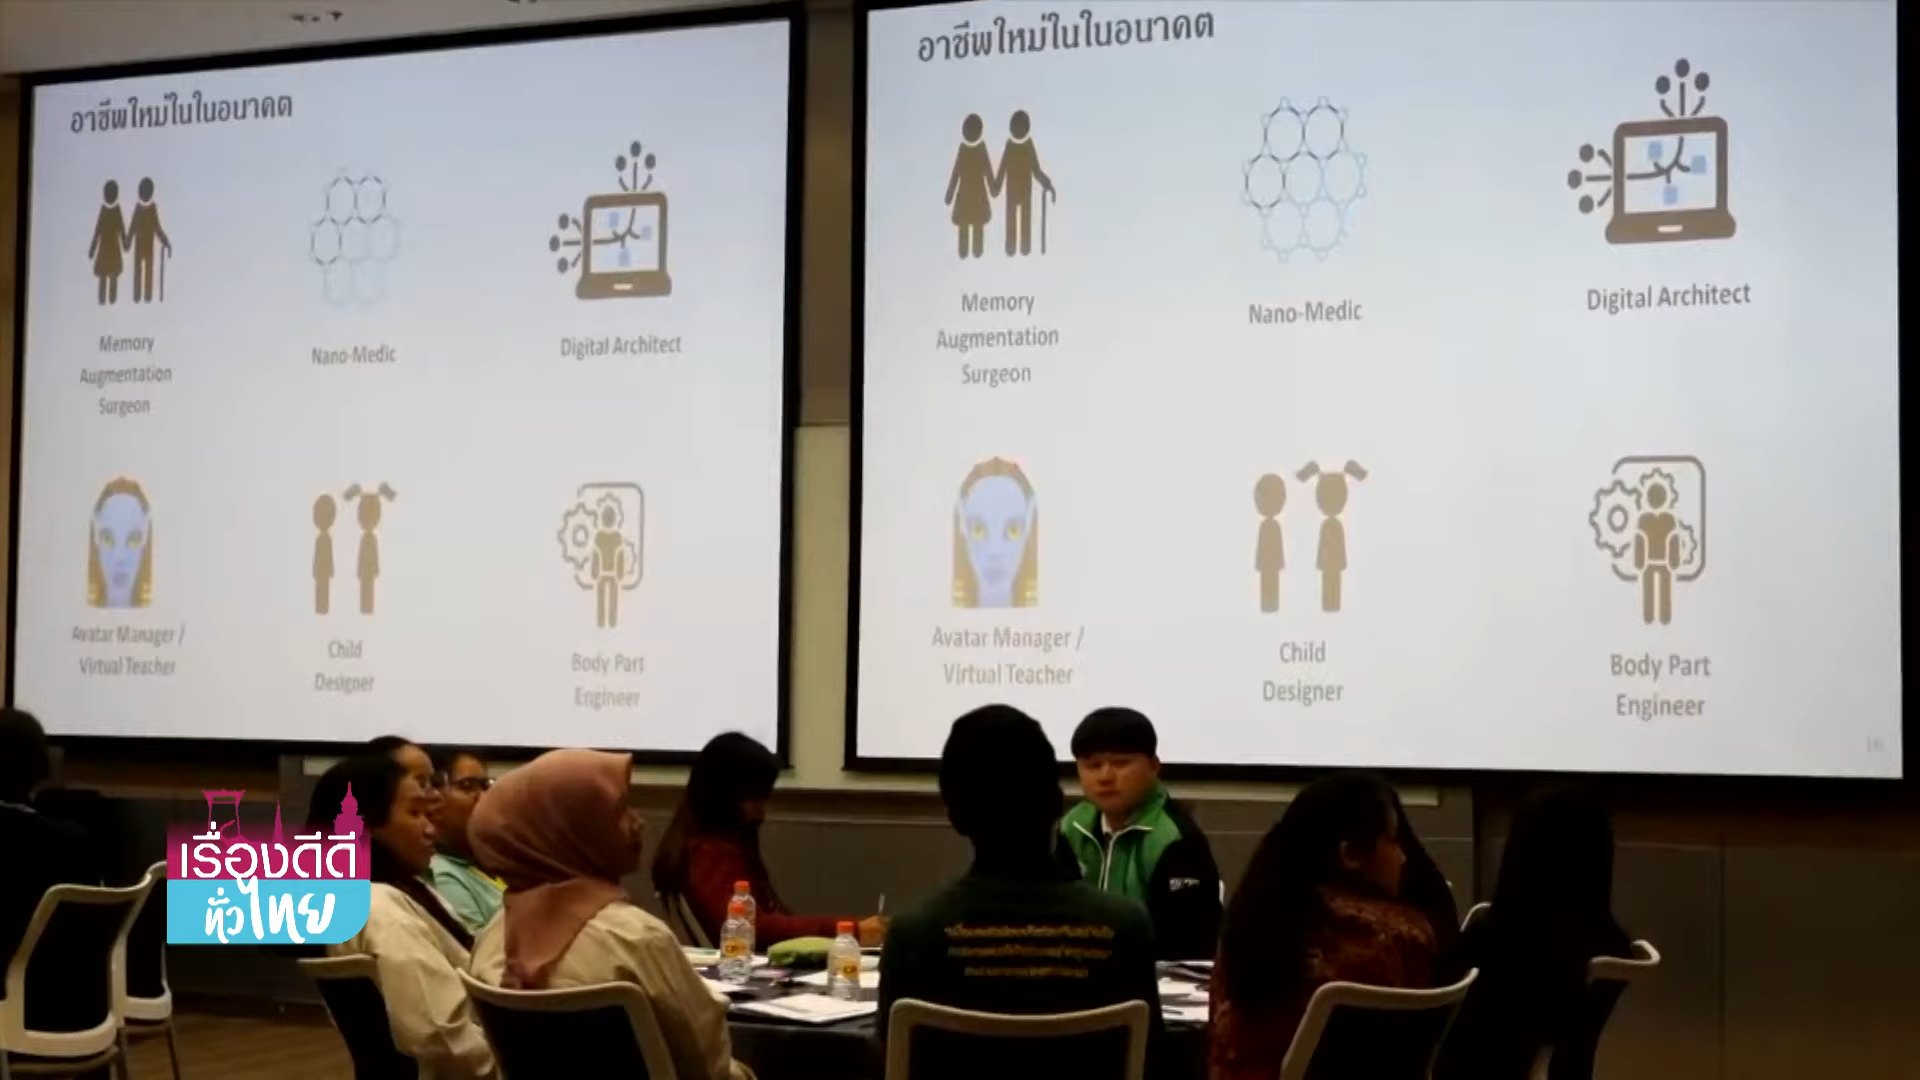 อาชีพใหม่ในในอนาคต
Memory
Augmentation
Surgeon
Nano-Medic
Digital Architect
Avatar Manager /
Virtual Teacher
Child
Designer
Body Part
Engineer
อาชีพใหม่ในในอนาคต
Memory
Augmentation
Surgeon
Nano-Medic
Digital Architect
Avatar Manager /
Virtual Teacher
Child
Designer
Body Part
Engineer
เรื่องดีดี
ทั่วไทย